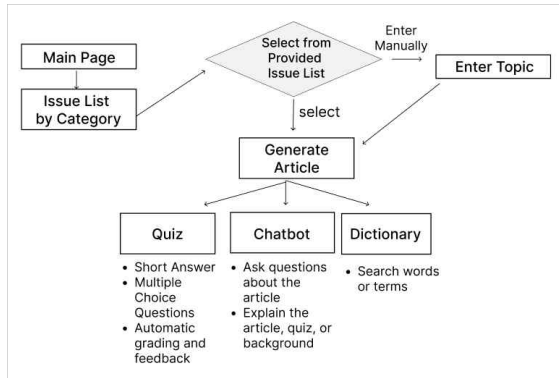 Main Page
Issue List
by Category
Select from
Provided
Issue List
Enter
Manually
Enter Topic
select
Generate
Article
Quiz
• Short Answer
• Multiple
Choice
Questions
• Automatic
grading and
feedback
Chatbot
• Ask questions
about the
article
• Explain the
article, quiz, or
background
Dictionary
• Search words
or terms